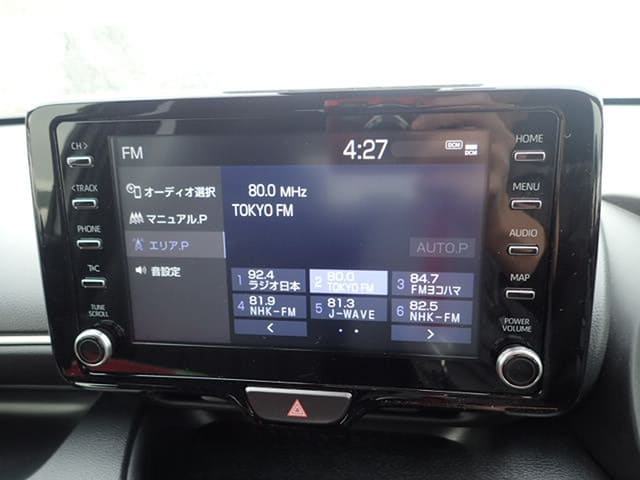 CH>
<TRACK
PHONE
T&C
TUNE
SCROLL
FM
4:27
DCM
DCM
オーディオ選択
マニュアル.P
エリア.P
音設定
80.0 MHz
TOKYO FM
AUTO.P
1 92.4 ラジオ日本
2 80.0 TOKYO FM
3 84.7 FMヨコハマ
4 81.9 NHK-FM
5 81.3 J-WAVE
6 82.5 NHK-FM
<
>
HOME
MENU
AUDIO
MAP
POWER
VOLUME